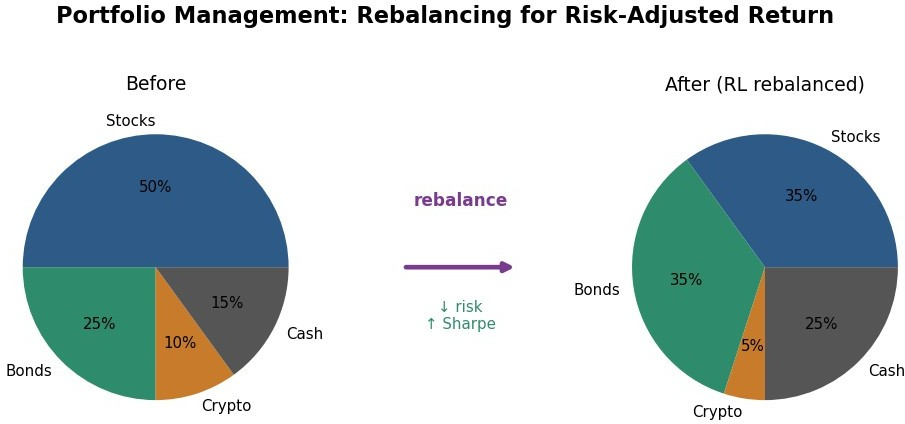 Portfolio Management: Rebalancing for Risk-Adjusted Return
Before
Stocks
50%
25%
10%
15%
Bonds
Crypto
Cash
rebalance
↓ risk
↑ Sharpe
After (RL rebalanced)
Stocks
35%
Bonds
35%
5%
25%
Crypto
Cash